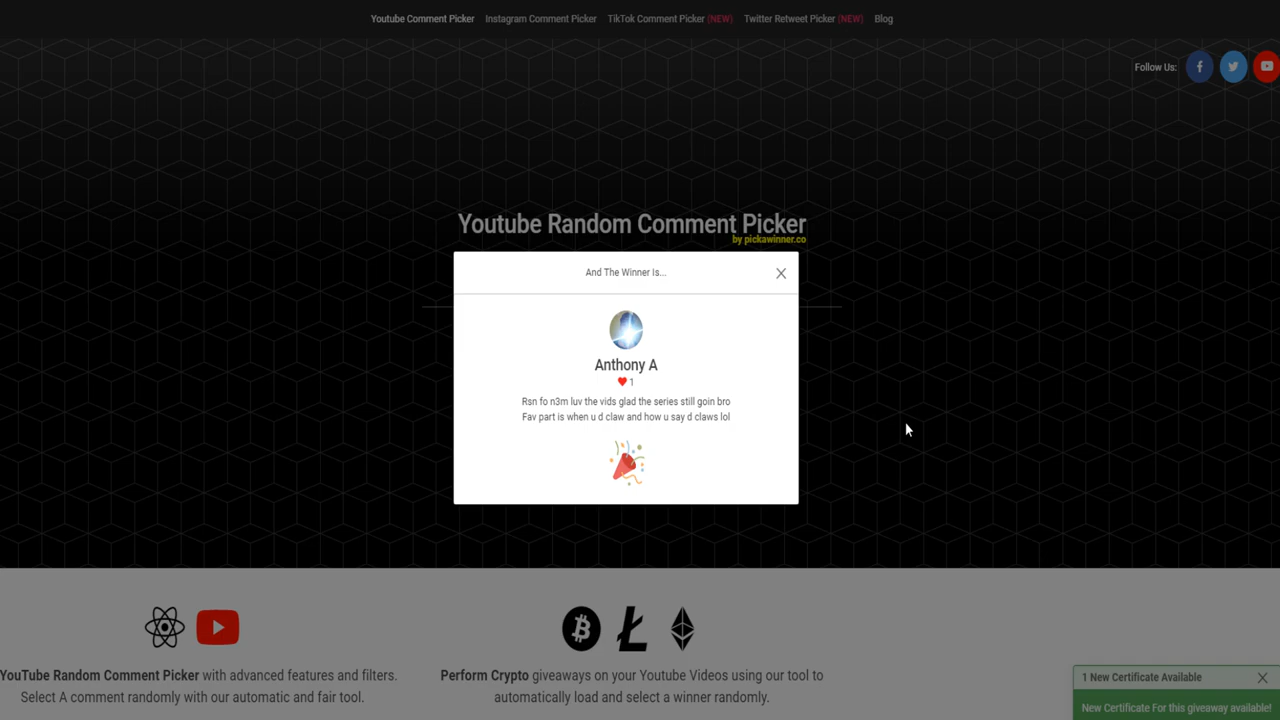 Youtube Comment Picker Instagram Comment Picker TikTok Comment Picker (NEW) Twitter Retweet Picker (NEW) Blog
Follow Us:
Youtube Random Comment Picker
by pickawinner.co
And The Winner Is...
Anthony A
1
Rsn fo n3m luv the vids glad the series still goin bro
Fav part is when u d claw and how u say d claws lol
YouTube Random Comment Picker with advanced features and filters.
Select A comment randomly with our automatic and fair tool.
Perform Crypto giveaways on your Youtube Videos using our tool to
automatically load and select a winner randomly.
1 New Certificate Available
New Certificate For this giveaway available!